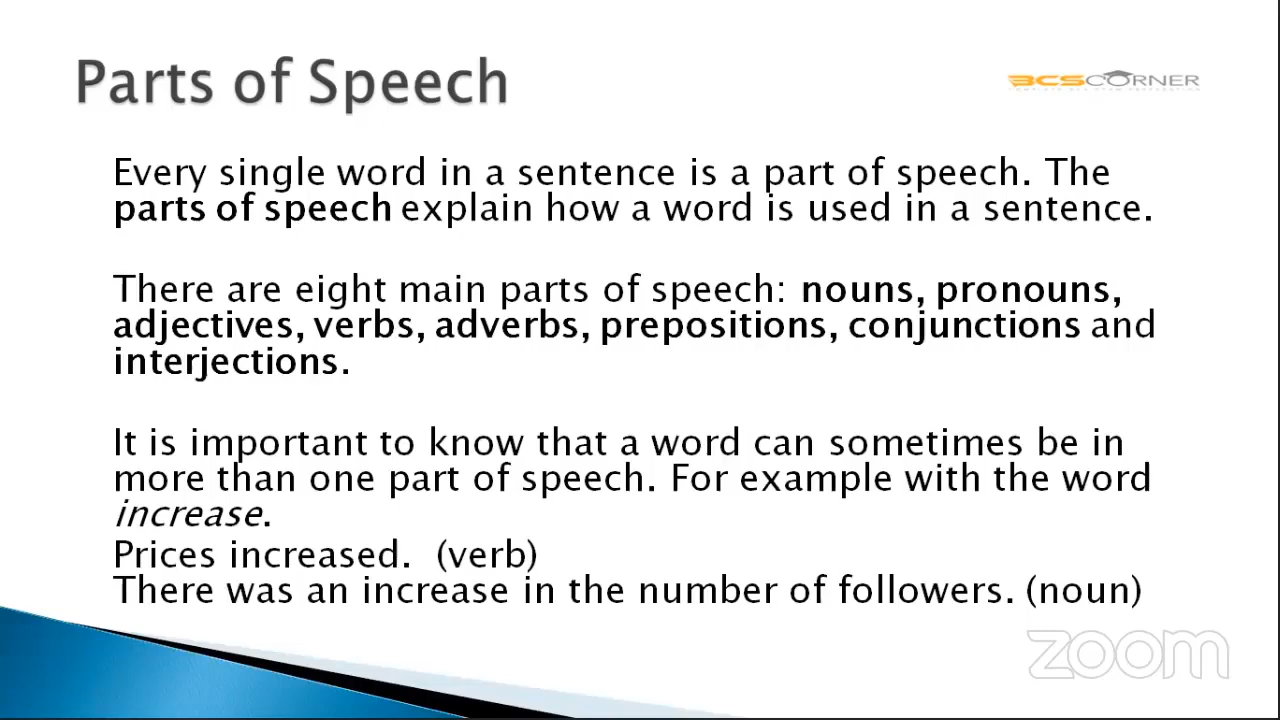 Parts of Speech
BCSCORNER
Every single word in a sentence is a part of speech. The
parts of speech explain how a word is used in a sentence.
There are eight main parts of speech: nouns, pronouns,
adjectives, verbs, adverbs, prepositions, conjunctions and
interjections.
It is important to know that a word can sometimes be in
more than one part of speech. For example with the word
increase.
Prices increased. (verb)
There was an increase in the number of followers. (noun)
zoom